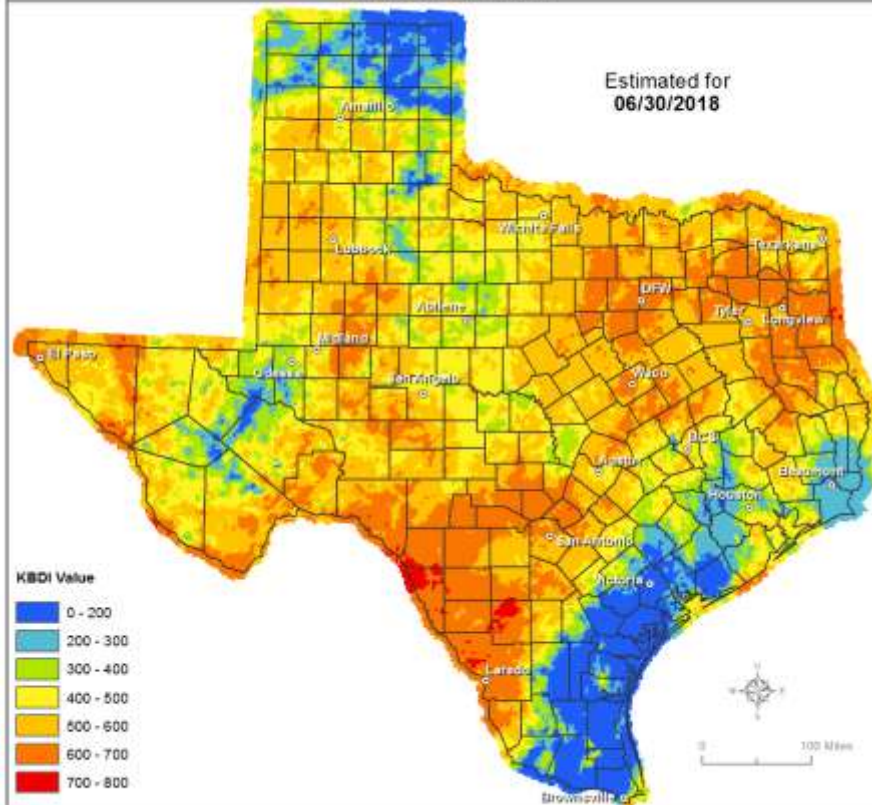 Estimated for
06/30/2018
Amarillo
Wichita Falls
Texarkana
Lubbock
DFW
Abilene
Tyler
Longview
Midland
El Paso
Odessa
San Angelo
Waco
BCS
Austin
Beaumont
Houston
San Antonio
Victoria
KBDI Value
0 - 200
200 - 300
300 - 400
Laredo
400 - 500
500 - 600
600 - 700
0 100 Miles
700 - 800
Brownsville